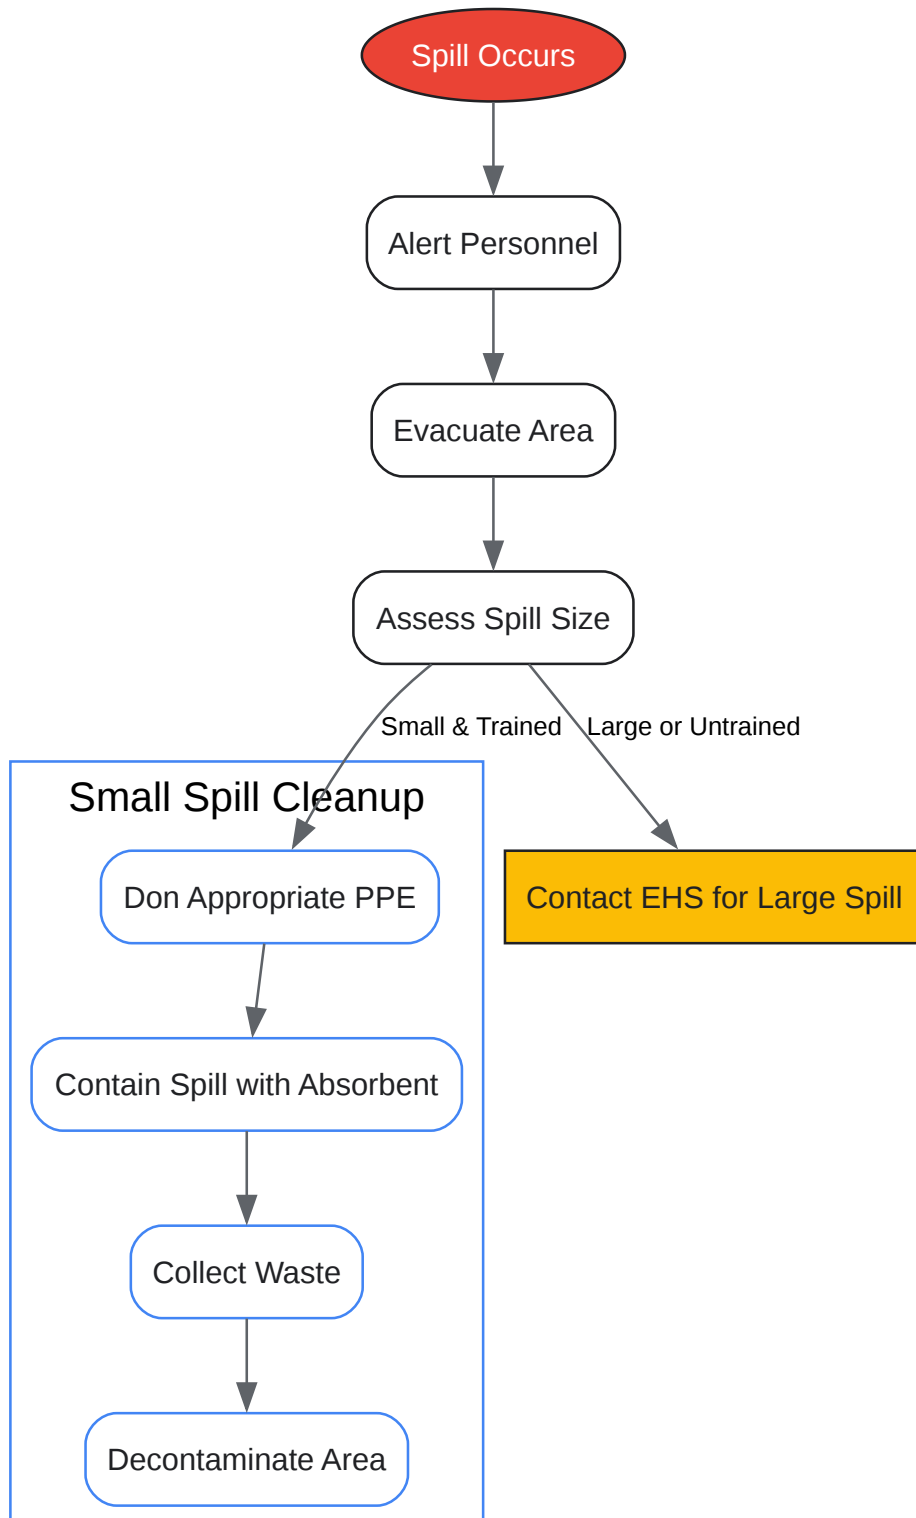 Spill Occurs
Alert Personnel
Evacuate Area
Assess Spill Size
Small & Trained
Large or Untrained
Small Spill Cleanup
Don Appropriate PPE
Contact EHS for Large Spill
Contain Spill with Absorbent
Collect Waste
Decontaminate Area